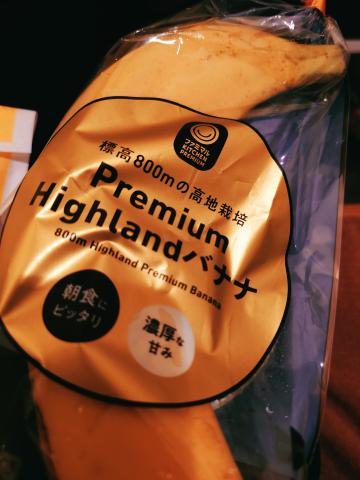 ファミマル
KITCHEN
PREMIUM
標高800mの高地栽培
Premium
Highlandバナナ
800m Highland Premium Banana
朝食に
ピッタリ
濃厚な
甘み